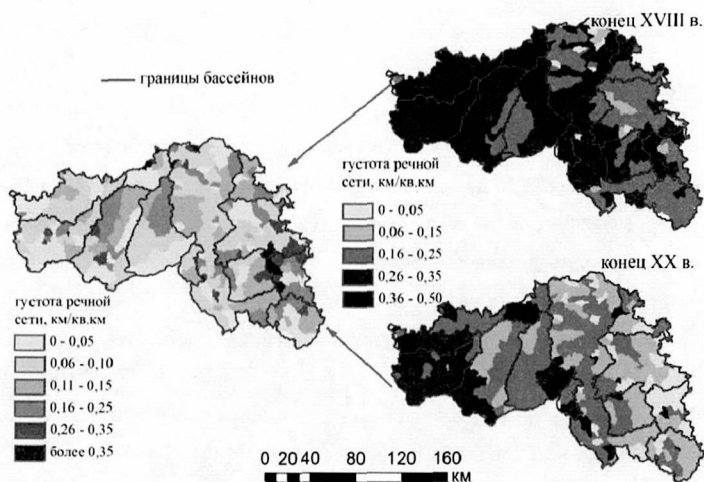 конец XVIII в.
границы бассейнов
густота речной
сети, км/кв.км
0 - 0,05
0,06 - 0,15
0,16 - 0,25
0,26 - 0,35
0,36 - 0,50
конец XX в.
густота речной
сети, км/кв.км
0 - 0,05
0,06 - 0,10
0,11 - 0,15
0,16 - 0,25
0,26 - 0,35
более 0,35
0 20 40 80 120 160
км